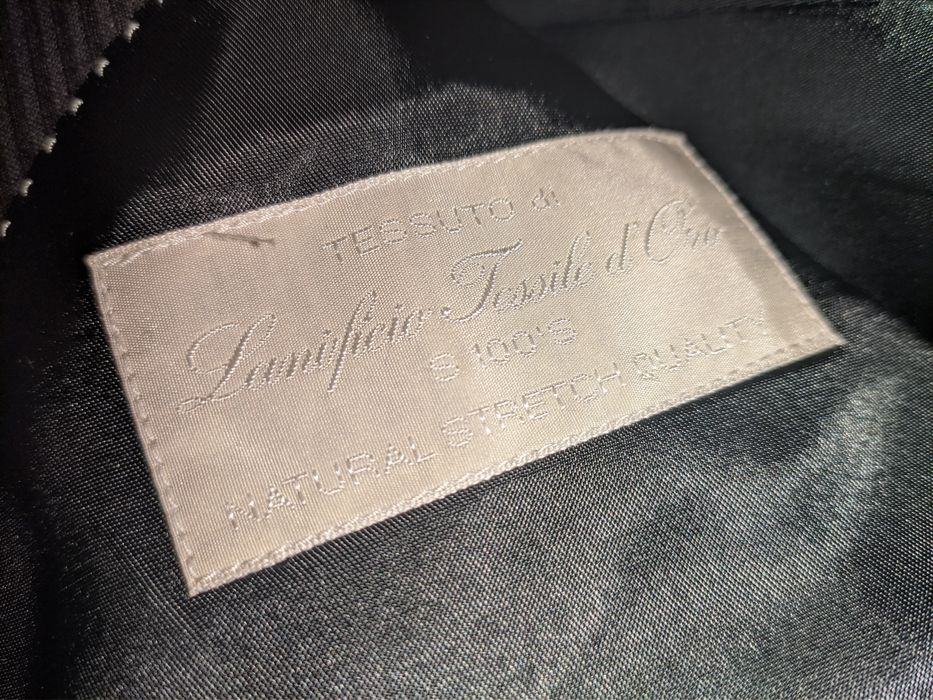 TESSUTO di
Lanificio Tessile d'Oro
S 100'S
NATURAL STRETCH QUALITY